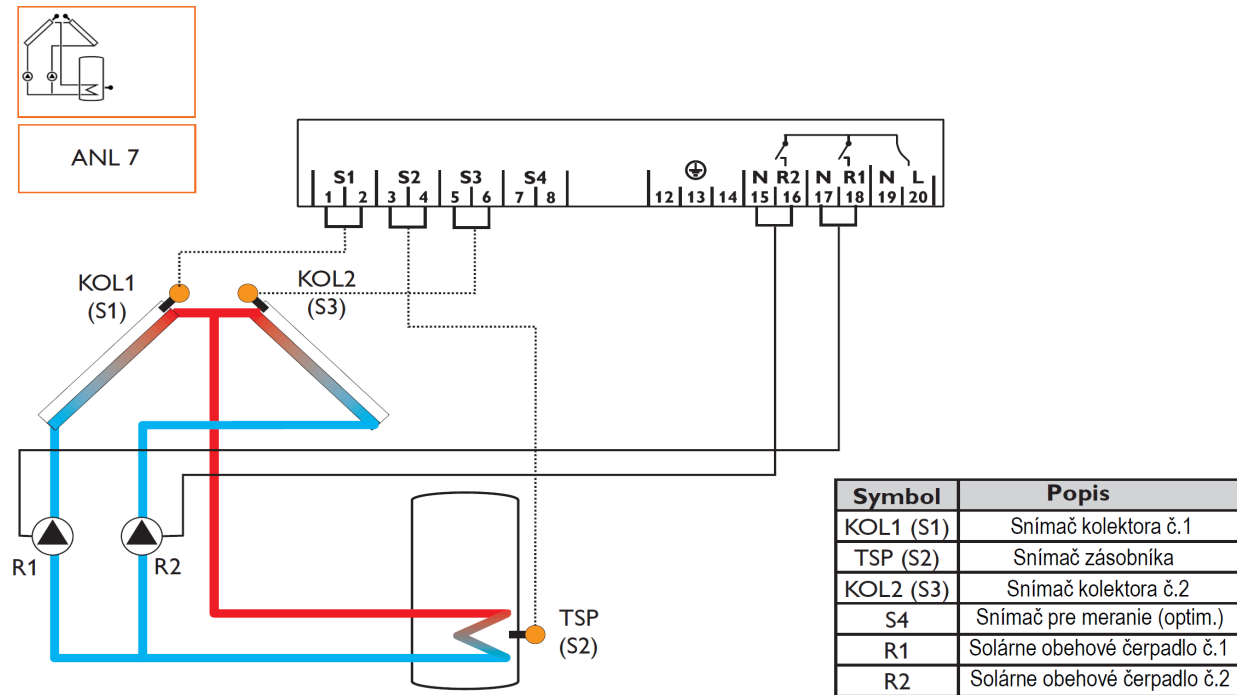 ANL 7
S1 S2 S3 S4 N R2 N R1 N L
1 2 3 4 5 6 7 8 12 13 14 15 16 17 18 19 20
KOL1
(S1)
KOL2
(S3)
R1
R2
TSP
(S2)
Symbol Popis
KOL1 (S1) Snímač kolektora č.1
TSP (S2) Snímač zásobníka
KOL2 (S3) Snímač kolektora č.2
S4 Snímač pre meranie (optim.)
R1 Solárne obehové čerpadlo č.1
R2 Solárne obehové čerpadlo č.2